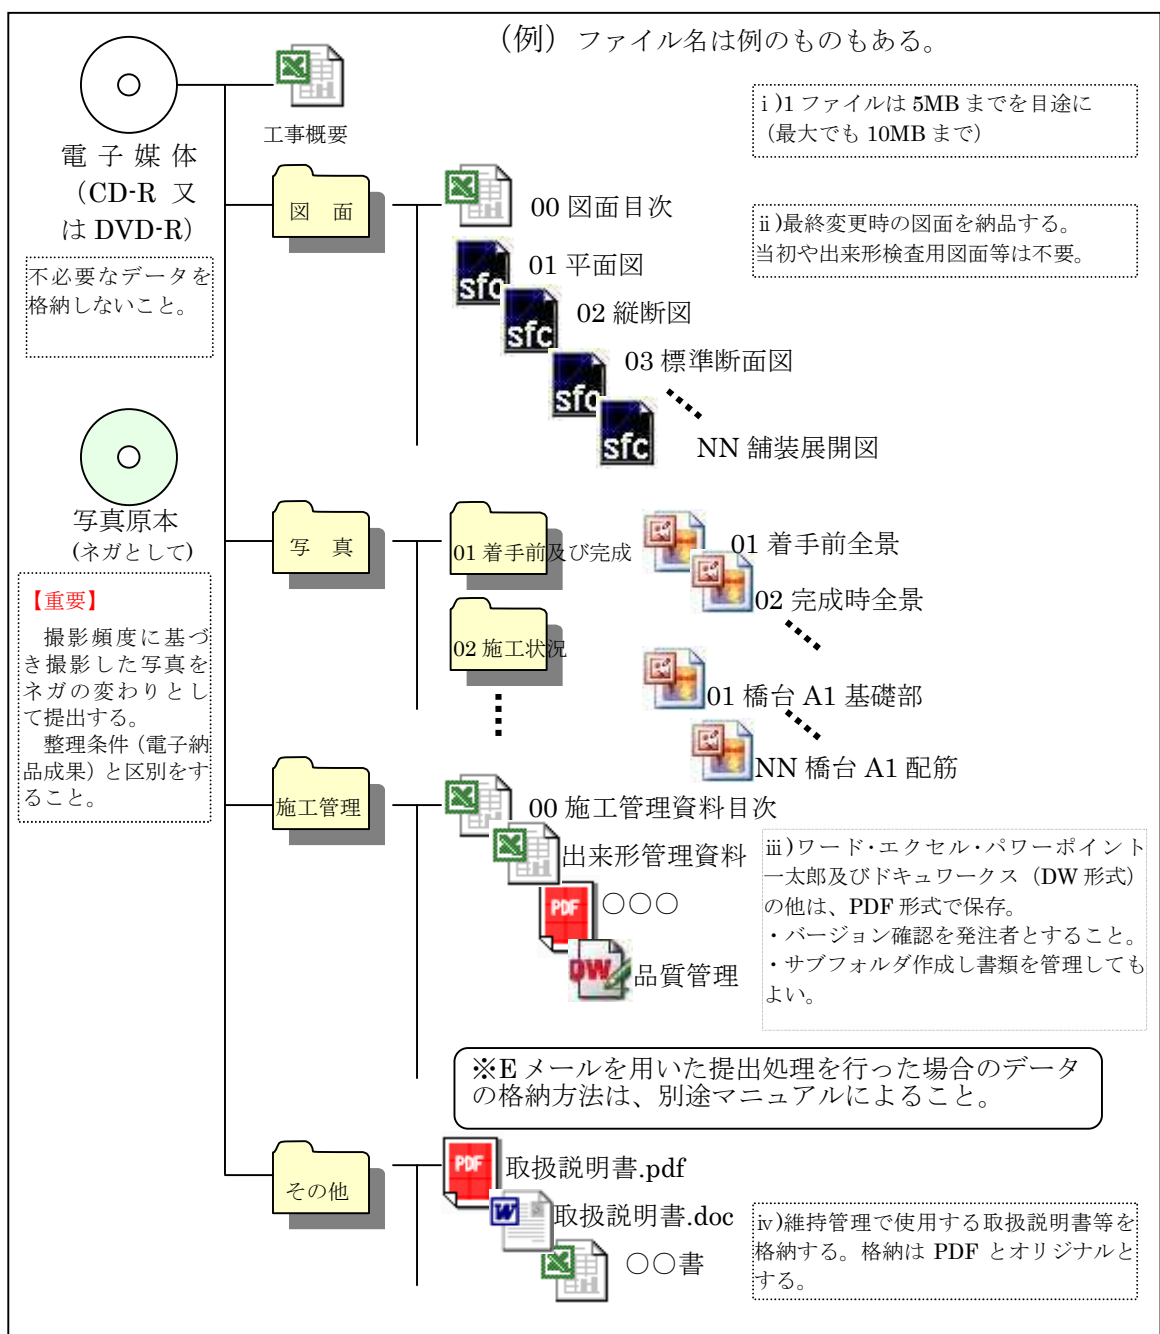 （例）ファイル名は例のものもある。
工事概要
ⅰ)1 ファイルは 5MB までを目途に
（最大でも 10MB まで）
電子媒体
（CD-R 又
は DVD-R）
不必要なデータを
格納しないこと。
図 面
00 図面目次
ⅱ)最終変更時の図面を納品する。
当初や出来形検査用図面等は不要。
sfc
01 平面図
sfc
02 縦断図
sfc
03 標準断面図
sfc
NN 舗装展開図
写真原本
(ネガとして)
【重要】
撮影頻度に基づ
き撮影した写真を
ネガの変わりとし
て提出する。
整理条件（電子納
品成果）と区別をす
ること。
写 真
01 着手前及び完成
01 着手前全景
02 完成時全景
02 施工状況
01 橋台 A1 基礎部
NN 橋台 A1 配筋
施工管理
00 施工管理資料目次
出来形管理資料
PDF
○○○
DW
品質管理
ⅲ)ワード・エクセル・パワーポイント
一太郎及びドキュワークス（DW 形式）
の他は、PDF 形式で保存。
・バージョン確認を発注者とすること。
・サブフォルダ作成し書類を管理しても
よい。
※E メールを用いた提出処理を行った場合のデータ
の格納方法は、別途マニュアルによること。
その他
PDF
取扱説明書.pdf
W
取扱説明書.doc
○○書
ⅳ)維持管理で使用する取扱説明書等を
格納する。格納は PDF とオリジナルと
する。